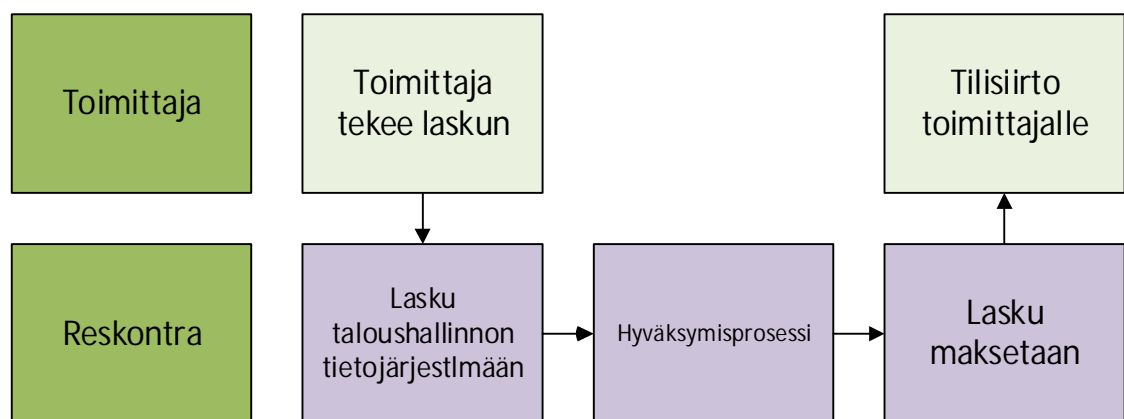 Toimittaja
Toimittaja
tekee laskun
Tilisiirto
toimittajalle
Reskontra
Lasku
taloushallinnon
tietojärjestlmään
Hyväksymisprosessi
Lasku
maksetaan